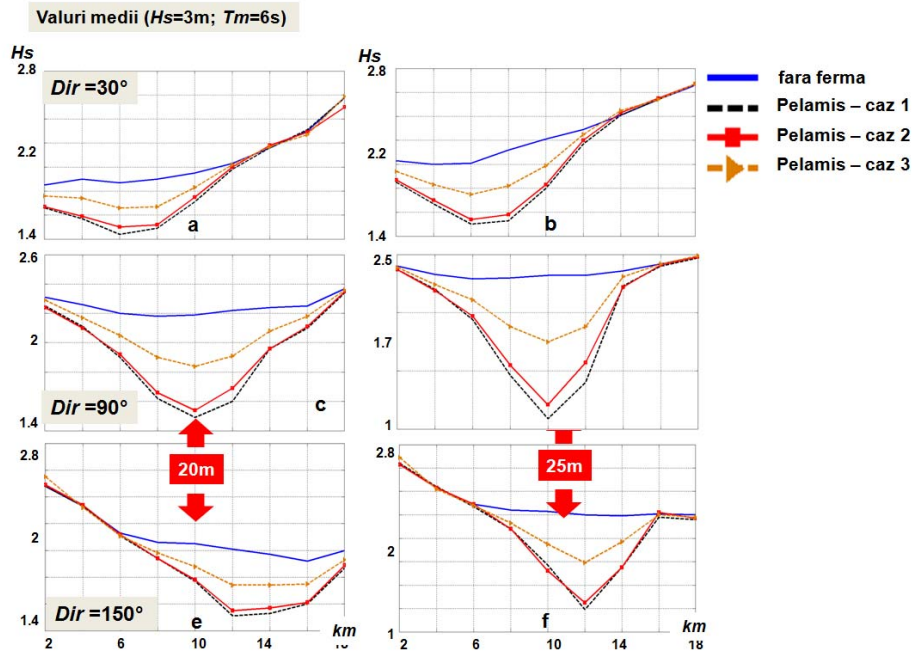 Valuri medii (Hs=3m; Tm=6s)
Hs
Hs
2.8
Dir =30°
2.2
1.4
a
2.8
2.2
1.4
b
fara ferma
Pelamis – caz 1
Pelamis – caz 2
Pelamis – caz 3
2.6
2
1.4
Dir =90°
c
2.5
1.7
1
20m
25m
2.8
2
1.4
Dir =150°
e
2.8
2
1
f
km
2
6
10
14
km
2
6
10
14
18